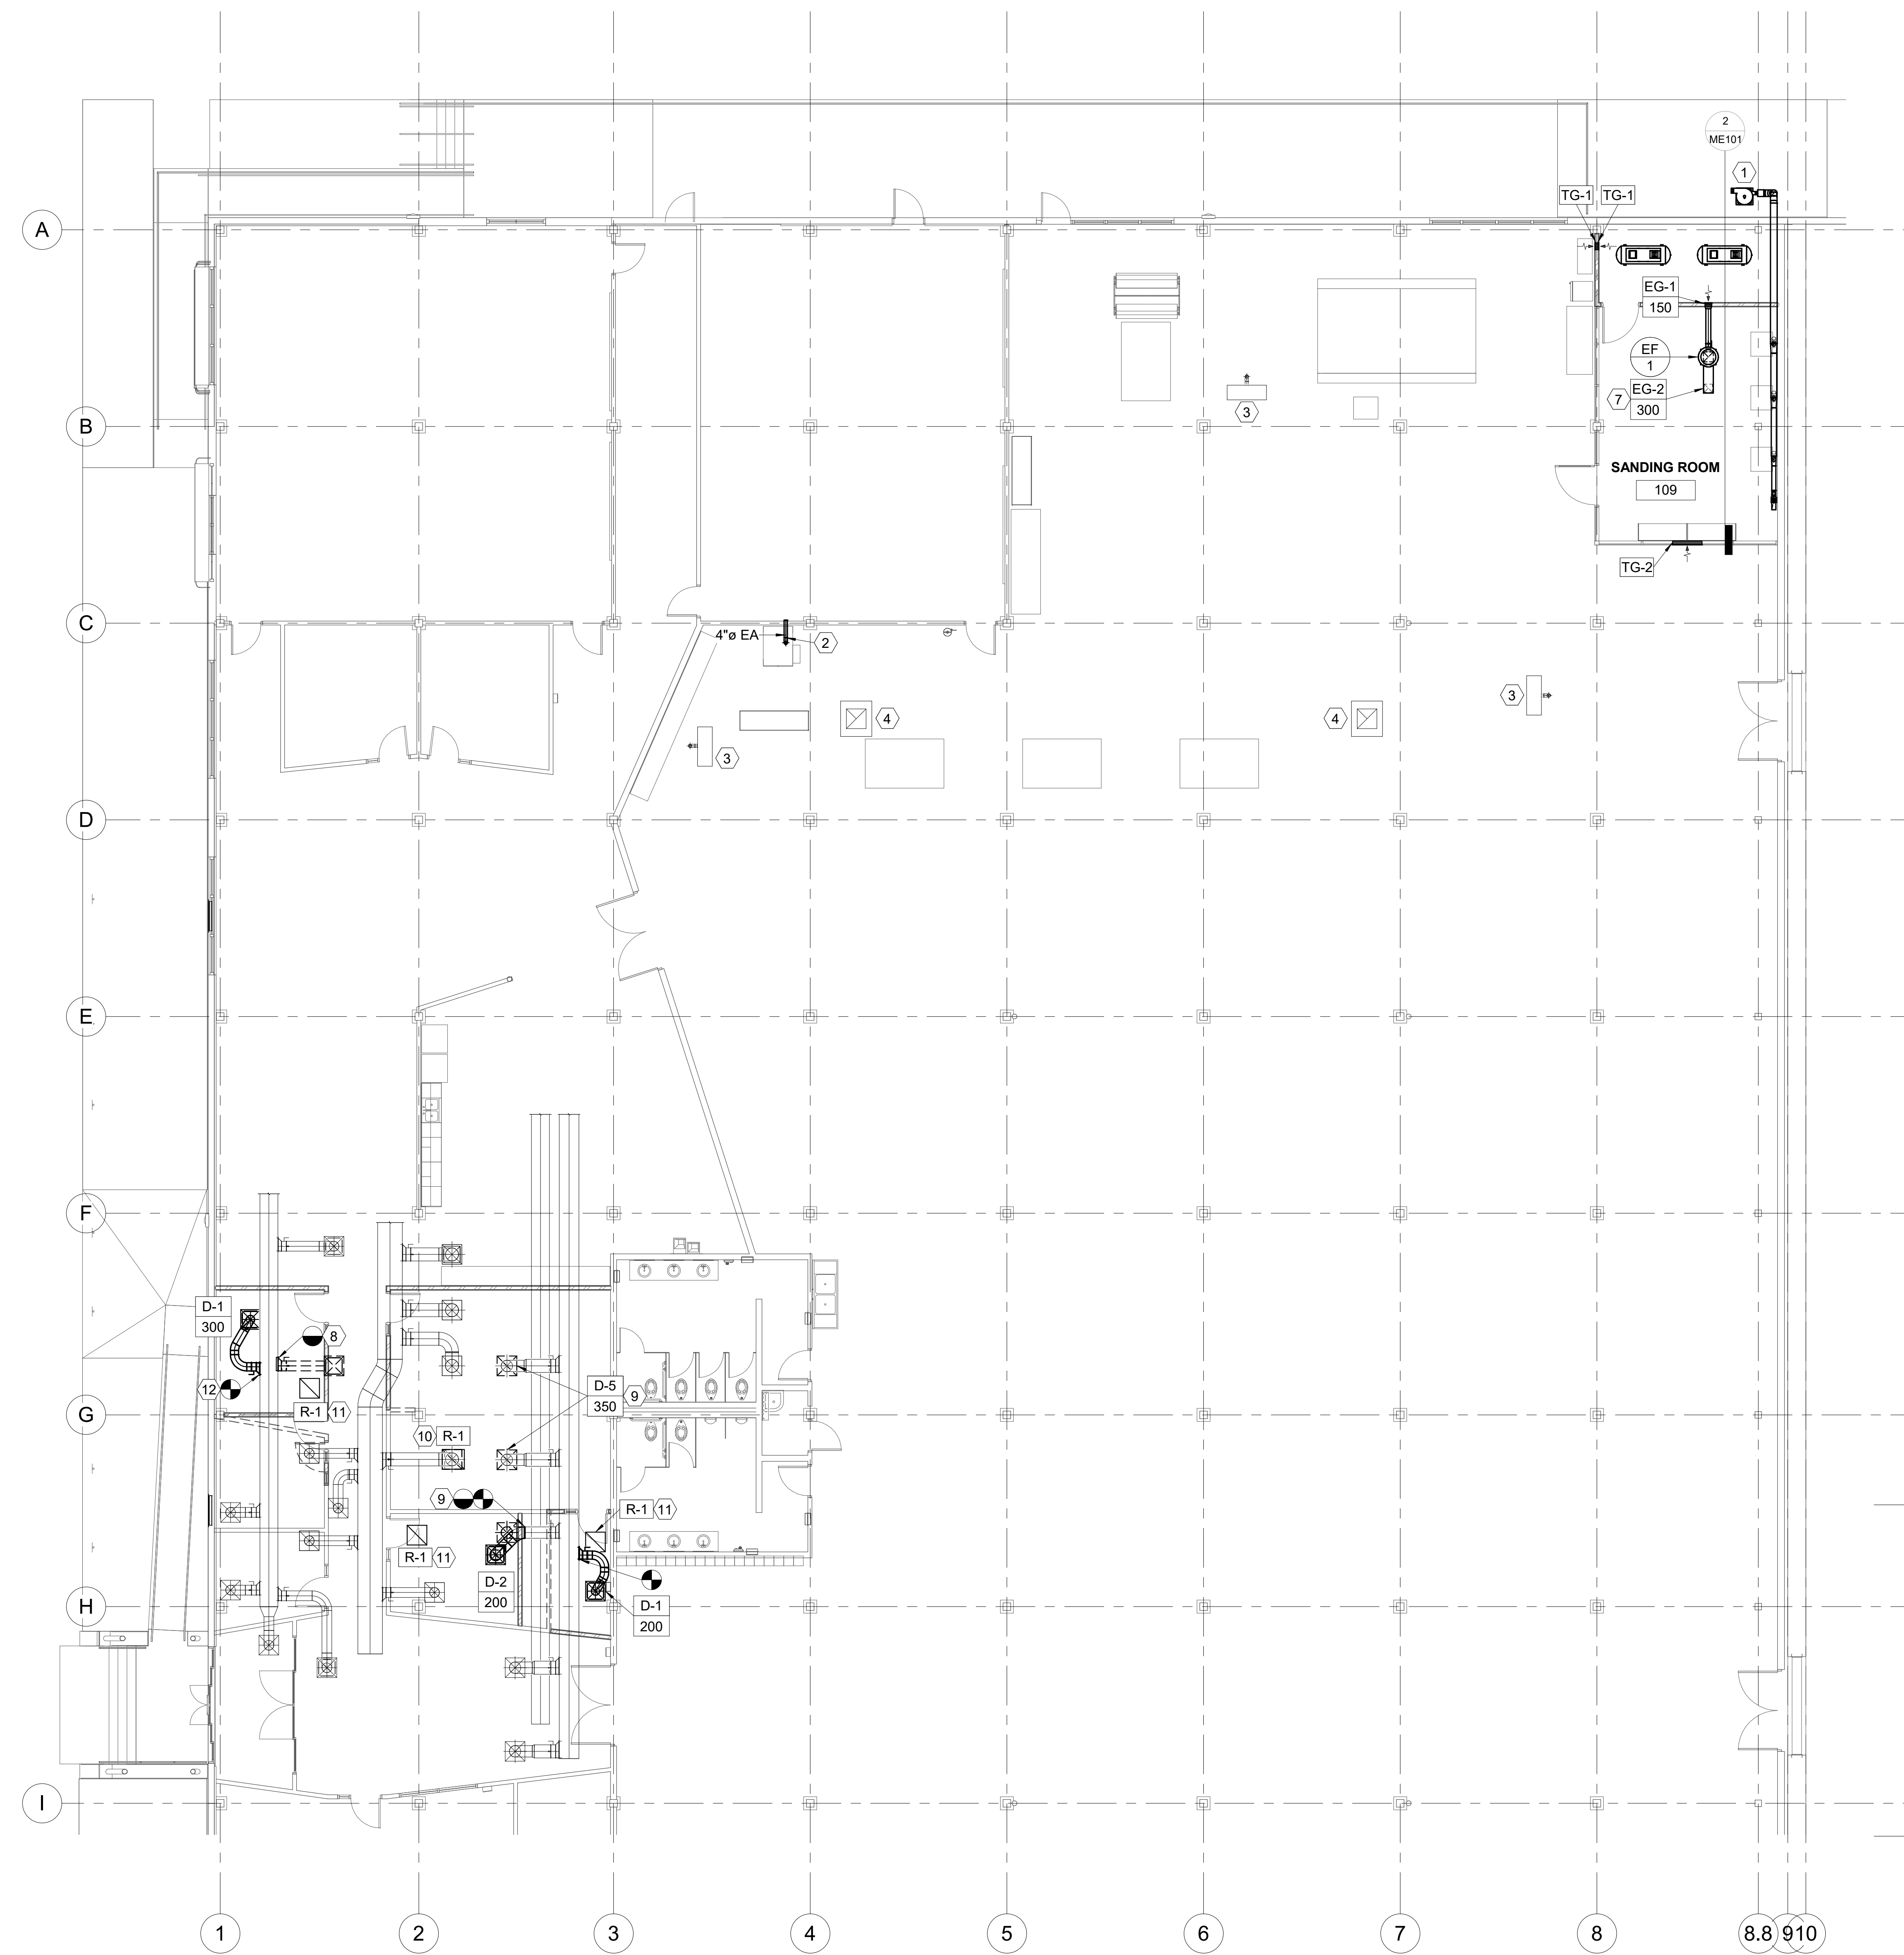 2
ME101
1
TG-1 TG-1
A
EG-1
150
EF
1
EG-2
7
300
3
B
SANDING ROOM
109
TG-2
C
4"ø EA
2
3
4
4
3
D
E
F
D-1
300
8
12
D-5
9
350
R-1 11
G
10 R-1
9
R-1 11
R-1 11
D-2
200
D-1
200
H
I
1 2 3 4 5 6 7 8 8.8 9 10